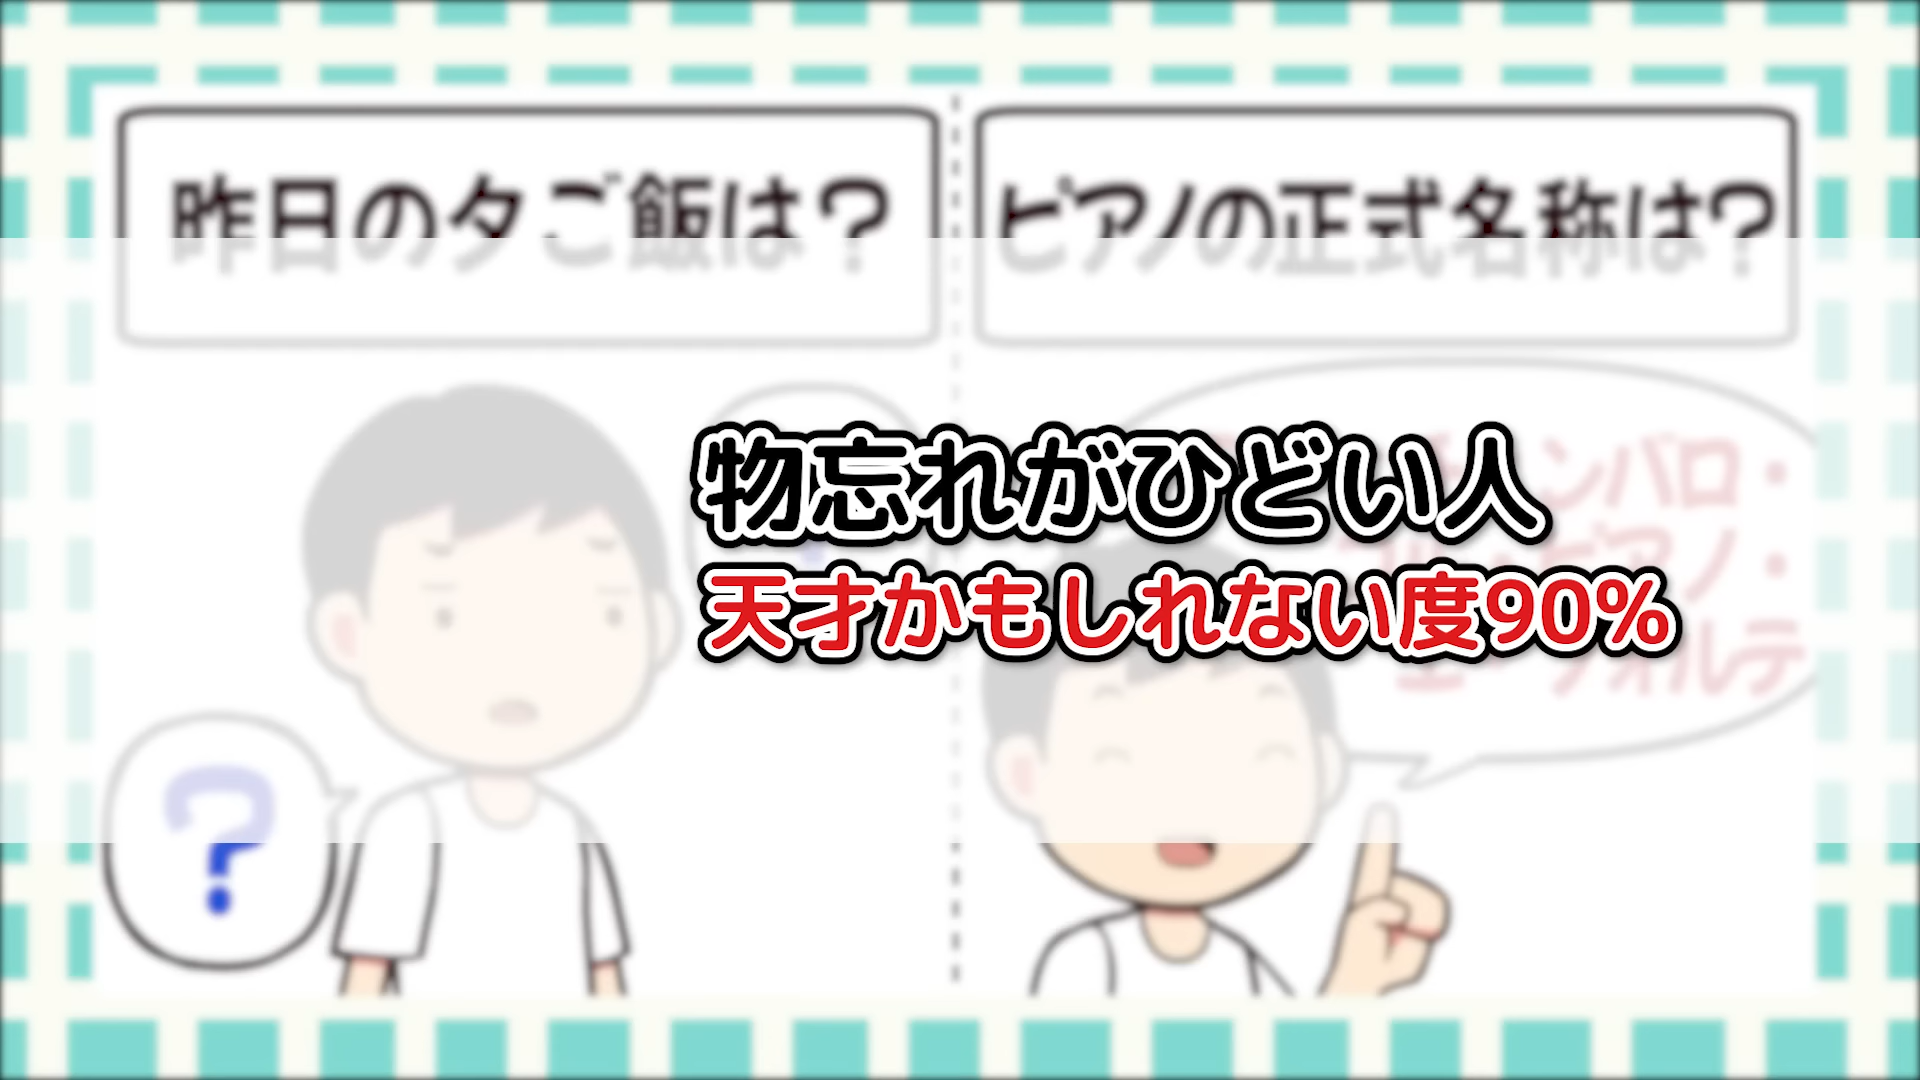 昨日の夕ご飯は？
ピアノの正式名称は？
物忘れがひどい人
天才かもしれない度90%
?